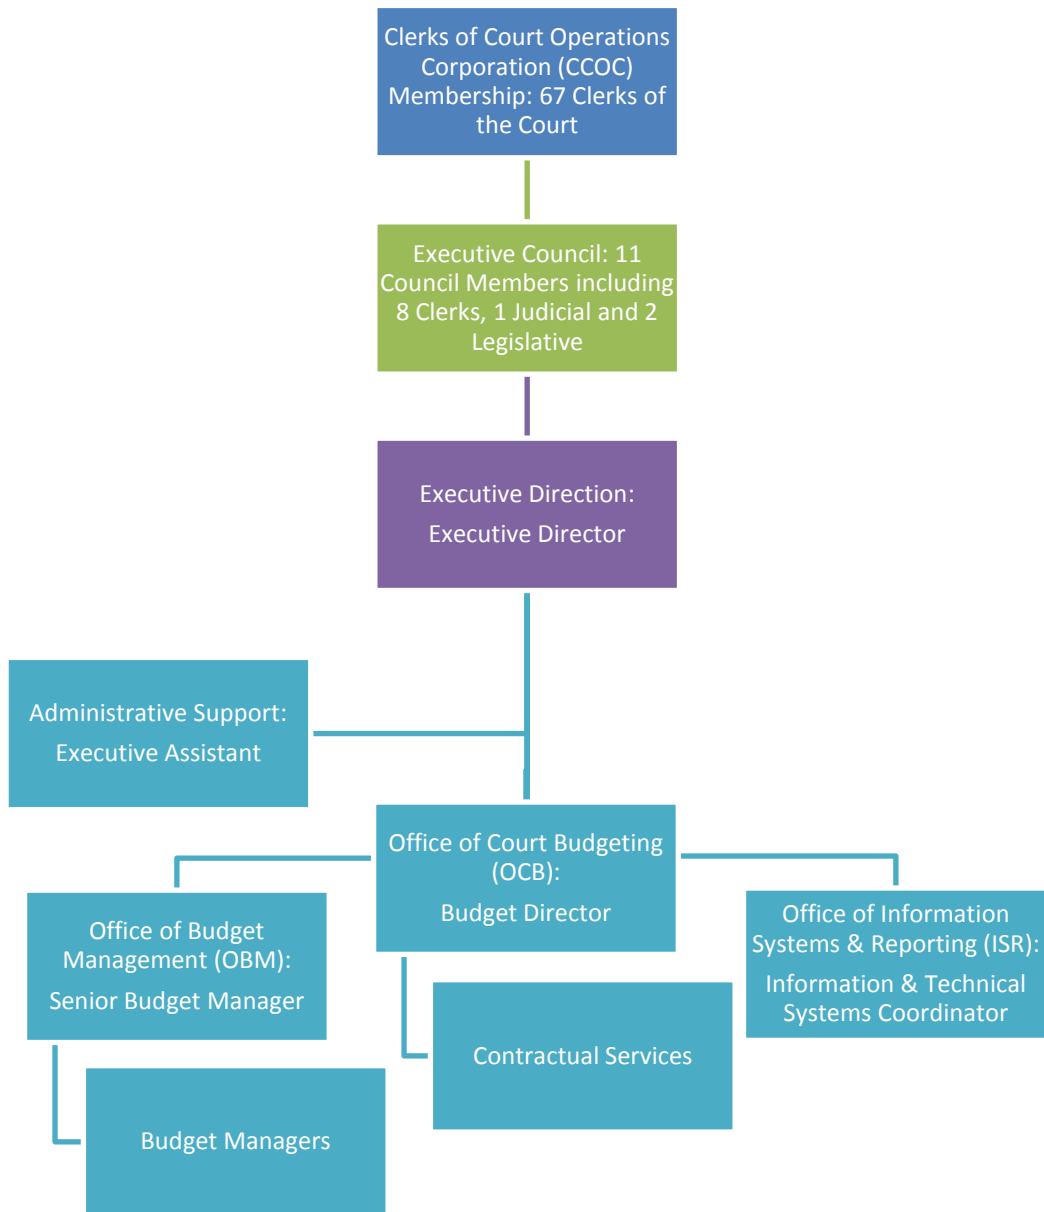 Clerks of Court Operations
Corporation (CCOC)
Membership: 67 Clerks of
the Court
Executive Council: 11
Council Members including
8 Clerks, 1 Judicial and 2
Legislative
Executive Direction:
Executive Director
Administrative Support:
Executive Assistant
Office of Court Budgeting
(OCB):
Budget Director
Office of Budget
Management (OBM):
Senior Budget Manager
Office of Information
Systems & Reporting (ISR):
Information & Technical
Systems Coordinator
Contractual Services
Budget Managers